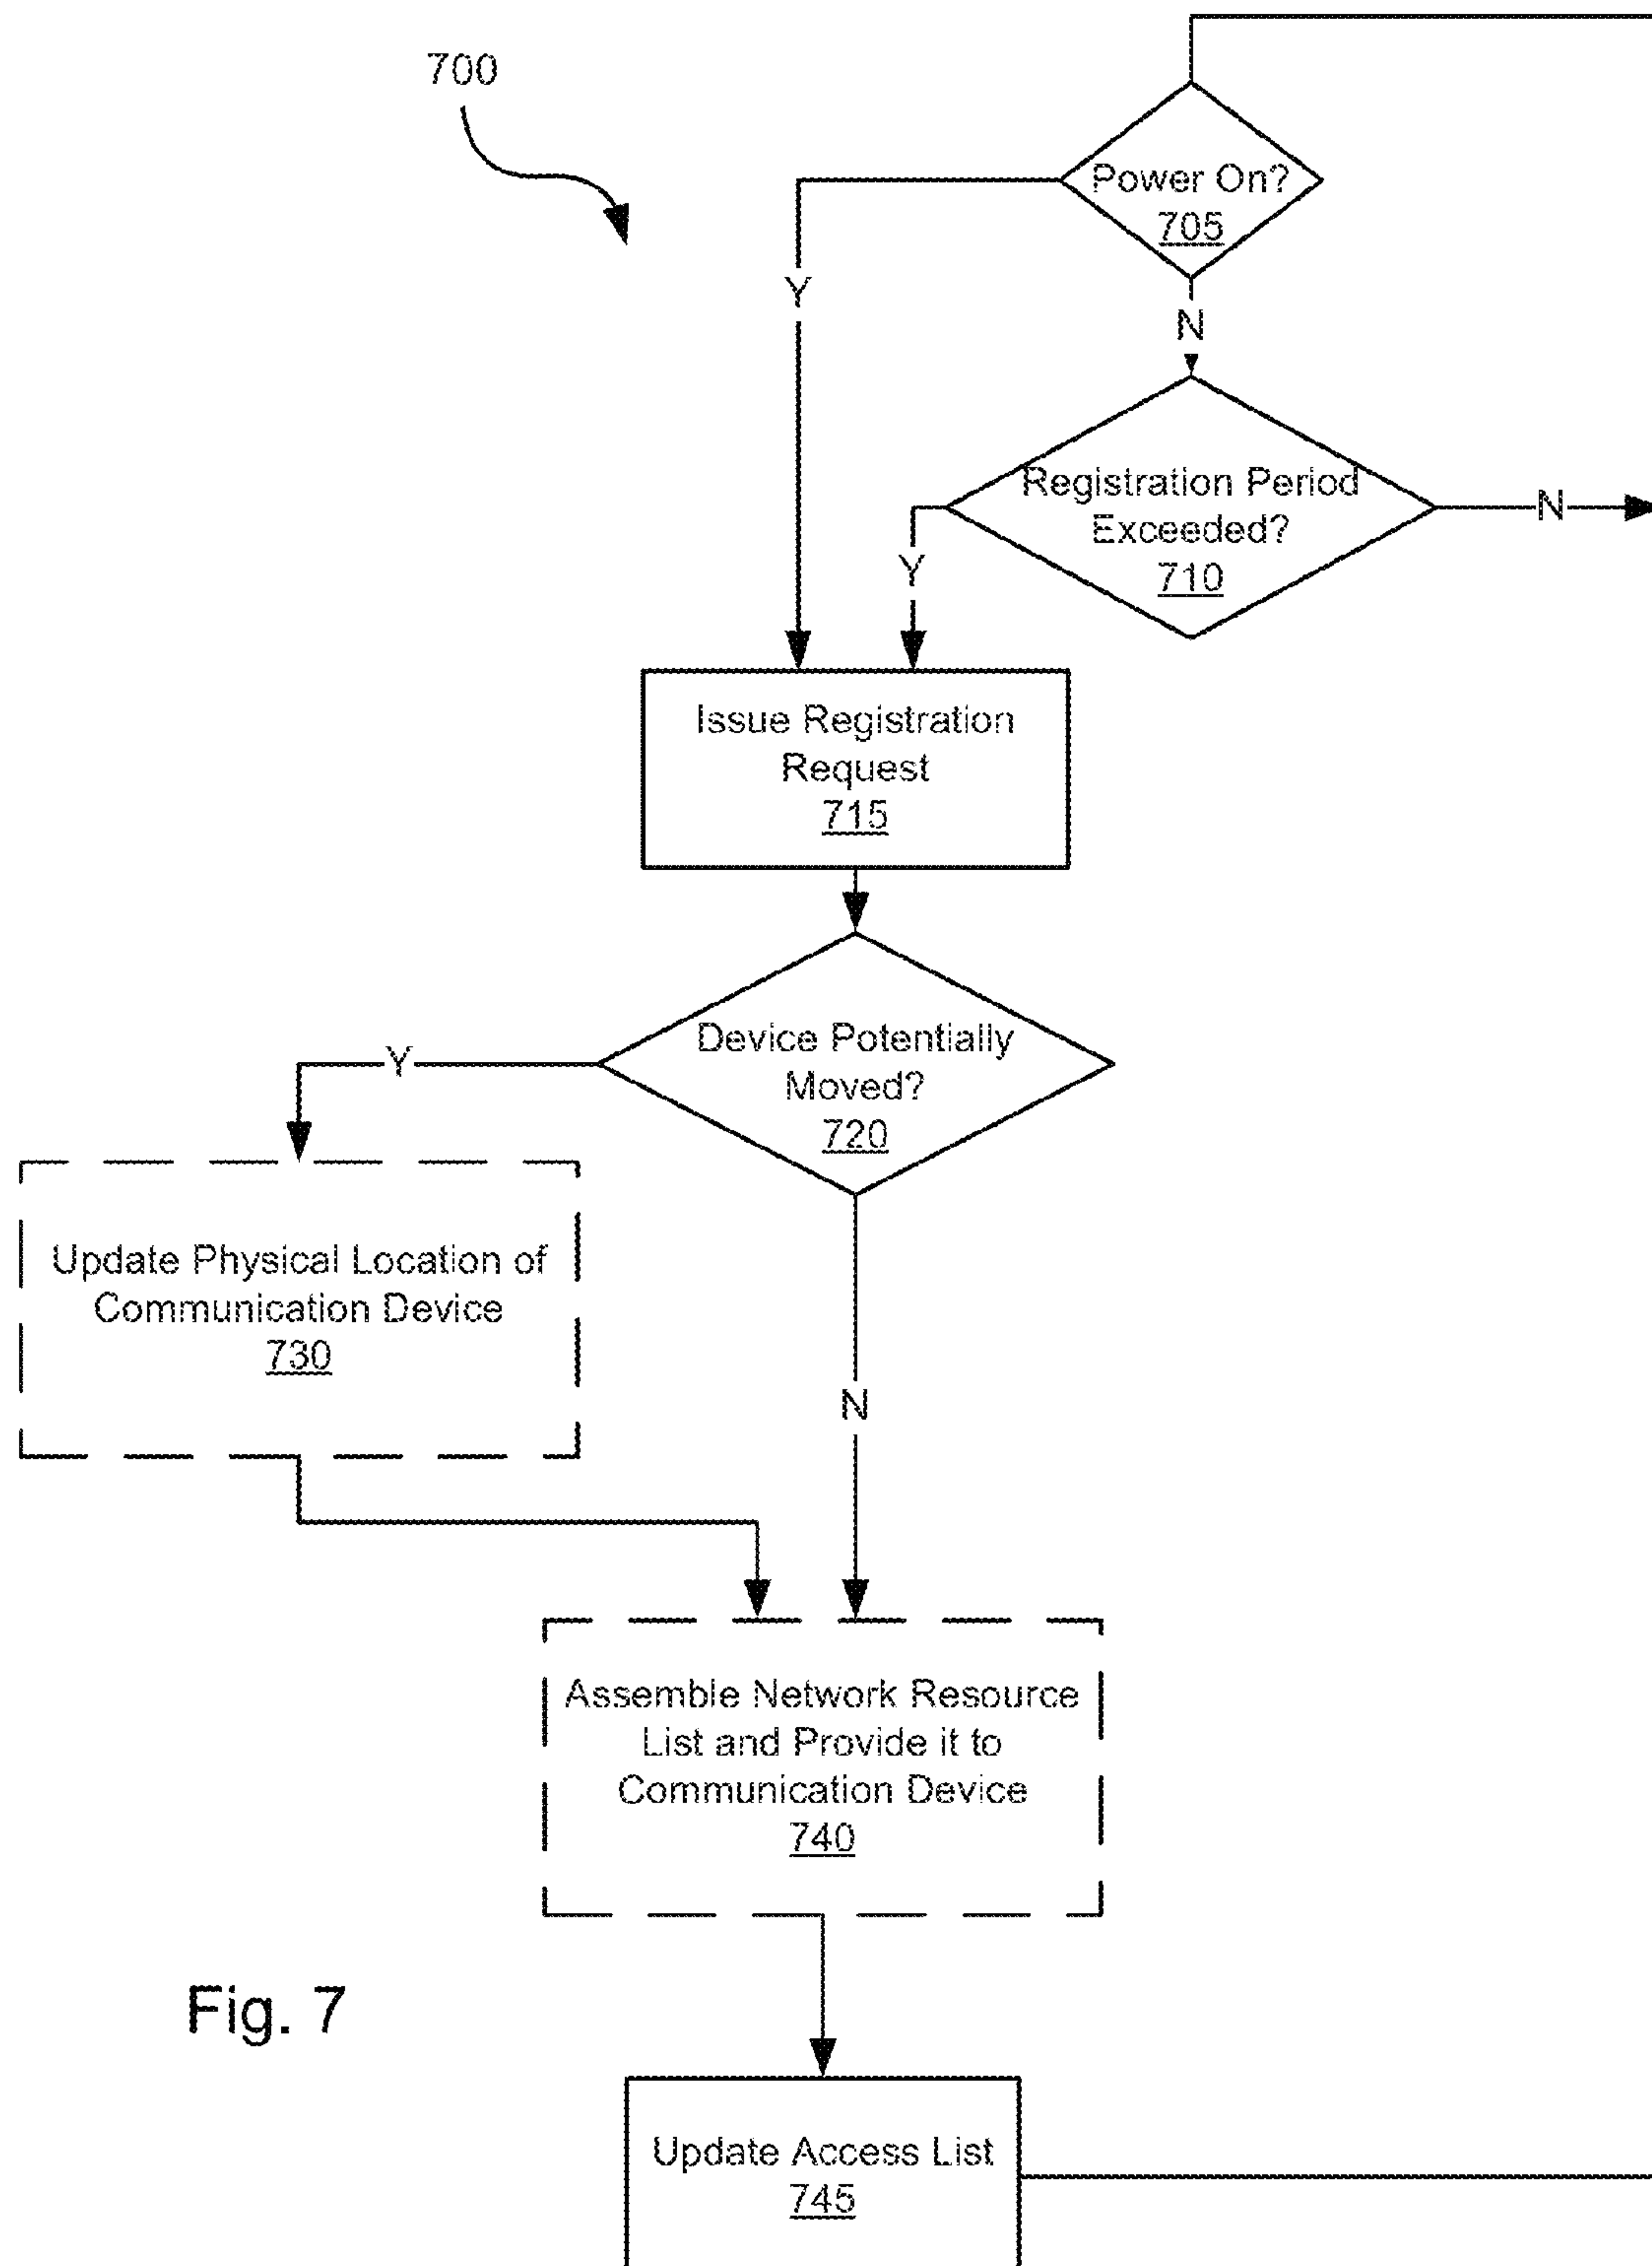 700
Power On?
705
Y
N
Registration Period
Exceeded?
710
N
Y
Issue Registration
Request
715
Device Potentially
Moved?
720
Y
Update Physical Location of
Communication Device
730
N
Assemble Network Resource
List and Provide it to
Communication Device
740
Fig. 7
Update Access List
745